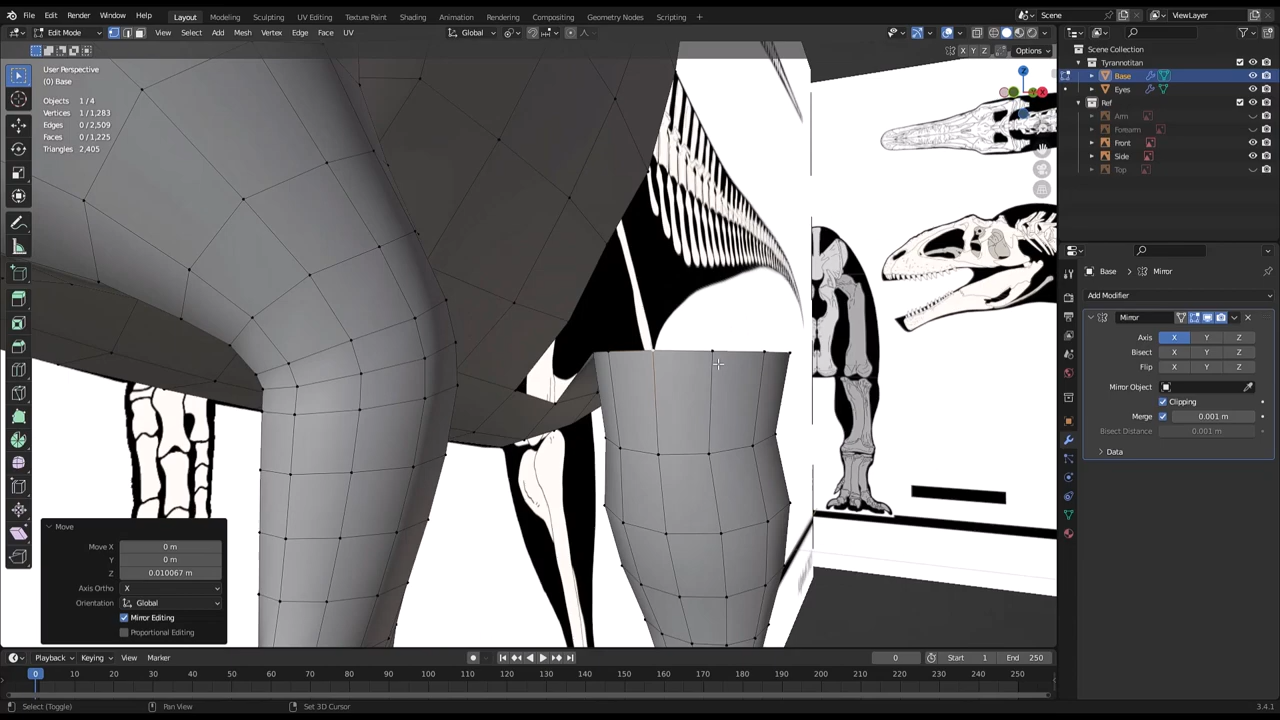 File Edit Render Window Help Layout Modeling Sculpting UV Editing Texture Paint Shading Animation Rendering Compositing Geometry Nodes Scripting + Scene ViewLayer
Edit Mode View Select Add Mesh Vertex Edge Face UV Global
X Y Z Options
User Perspective
(0) Base
Objects 1/4
Vertices 1/1,283
Edges 0/2,509
Faces 0/1,225
Triangles 2,405
Z
X
Scene Collection
Tyrannotitan
Base
Eyes
Ref
Arm
Forearm
Front
Side
Top
Base > Mirror
Add Modifier
Mirror
Axis X Y Z
Bisect X Y Z
Flip X Y Z
Mirror Object
Clipping
Merge 0.001 m
Bisect Distance 0.001 m
Data
Move
Move X 0 m
Y 0 m
Z 0.010067 m
Axis Ortho X
Orientation Global
Mirror Editing
Proportional Editing
Playback Keying View Marker 0 Start 1 End 250
0 10 20 30 40 50 60 70 80 90 100 110 120 130 140 150 160 170 180 190 200 210 220 230 240 250
Select (Toggle) Pan View Set 3D Cursor 3.4.1